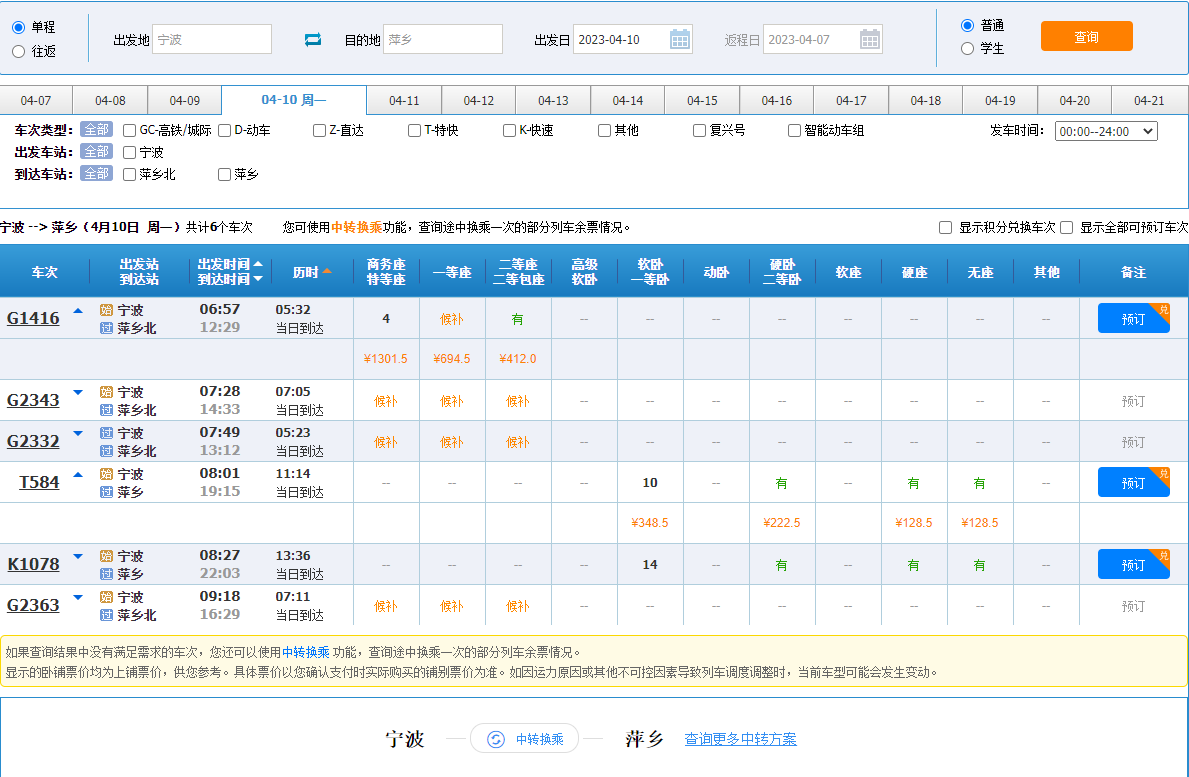 单程 往返
出发地 宁波 目的地 萍乡 出发日 2023-04-10 返程日 2023-04-07 普通 学生 查询
04-07 04-08 04-09 04-10 周一 04-11 04-12 04-13 04-14 04-15 04-16 04-17 04-18 04-19 04-20 04-21
车次类型： 全部 GC-高铁/城际 D-动车 Z-直达 T-特快 K-快速 其他 复兴号 智能动车组 发车时间： 00:00--24:00
出发车站： 全部 宁波
到达车站： 全部 萍乡北 萍乡
宁波 --> 萍乡（4月10日 周一）共计6个车次 您可使用中转换乘功能，查询途中换乘一次的部分列车余票情况。 显示积分兑换车次 显示全部可预订车次
车次 出发站 到达站 出发时间 到达时间 历时 商务座 特等座 一等座 二等座 二等包座 高级 软卧 软卧 一等卧 动卧 硬卧 二等卧 软座 硬座 无座 其他 备注
G1416 始 宁波 过 萍乡北 06:57 12:29 05:32 当日到达 4 候补 有 -- -- -- -- -- -- -- -- 预订 兑
¥1301.5 ¥694.5 ¥412.0
G2343 始 宁波 过 萍乡北 07:28 14:33 07:05 当日到达 候补 候补 候补 -- -- -- -- -- -- -- -- 预订
G2332 过 宁波 过 萍乡北 07:49 13:12 05:23 当日到达 候补 候补 候补 -- -- -- -- -- -- -- -- 预订
T584 始 宁波 过 萍乡 08:01 19:15 11:14 当日到达 -- -- -- -- 10 -- 有 -- 有 有 -- 预订 兑
¥348.5 ¥222.5 ¥128.5 ¥128.5
K1078 始 宁波 过 萍乡 08:27 22:03 13:36 当日到达 -- -- -- -- 14 -- 有 -- 有 有 -- 预订 兑
G2363 始 宁波 过 萍乡北 09:18 16:29 07:11 当日到达 候补 候补 候补 -- -- -- -- -- -- -- -- 预订
如果查询结果中没有满足需求的车次，您还可以使用中转换乘 功能，查询途中换乘一次的部分列车余票情况。
显示的卧铺票价均为上铺票价，供您参考。具体票价以您确认支付时实际购买的铺别票价为准。如因运力原因或其他不可控因素导致列车调度调整时，当前车型可能会发生变动。
宁波 中转换乘 萍乡 查询更多中转方案